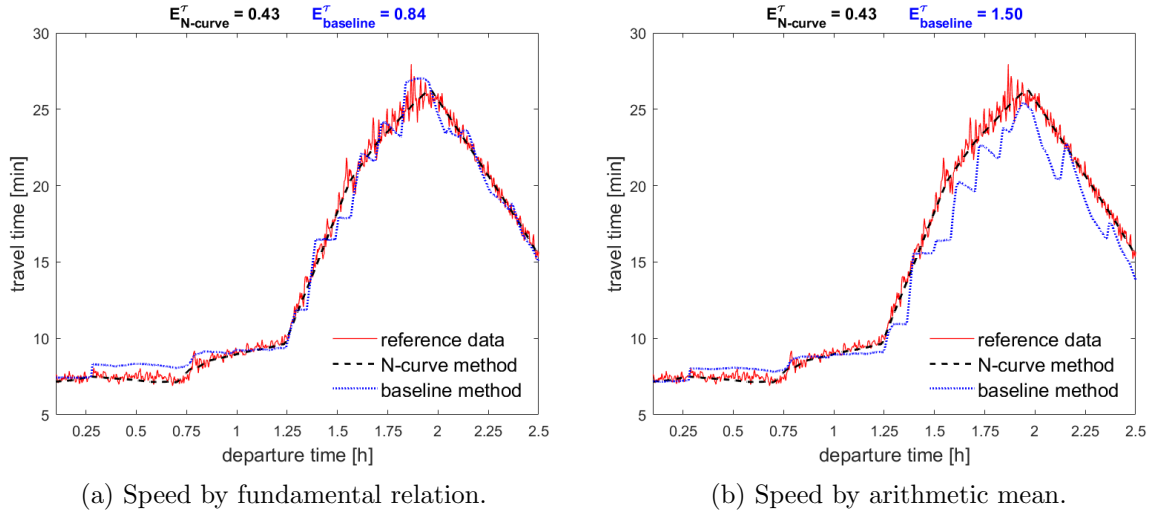 E^τ_N-curve = 0.43 E^τ_baseline = 0.84
30
25
20
15
10
5
travel time [min]
reference data
N-curve method
baseline method
0.25 0.5 0.75 1 1.25 1.5 1.75 2 2.25 2.5
departure time [h]
(a) Speed by fundamental relation.
E^τ_N-curve = 0.43 E^τ_baseline = 1.50
30
25
20
15
10
5
travel time [min]
reference data
N-curve method
baseline method
0.25 0.5 0.75 1 1.25 1.5 1.75 2 2.25 2.5
departure time [h]
(b) Speed by arithmetic mean.